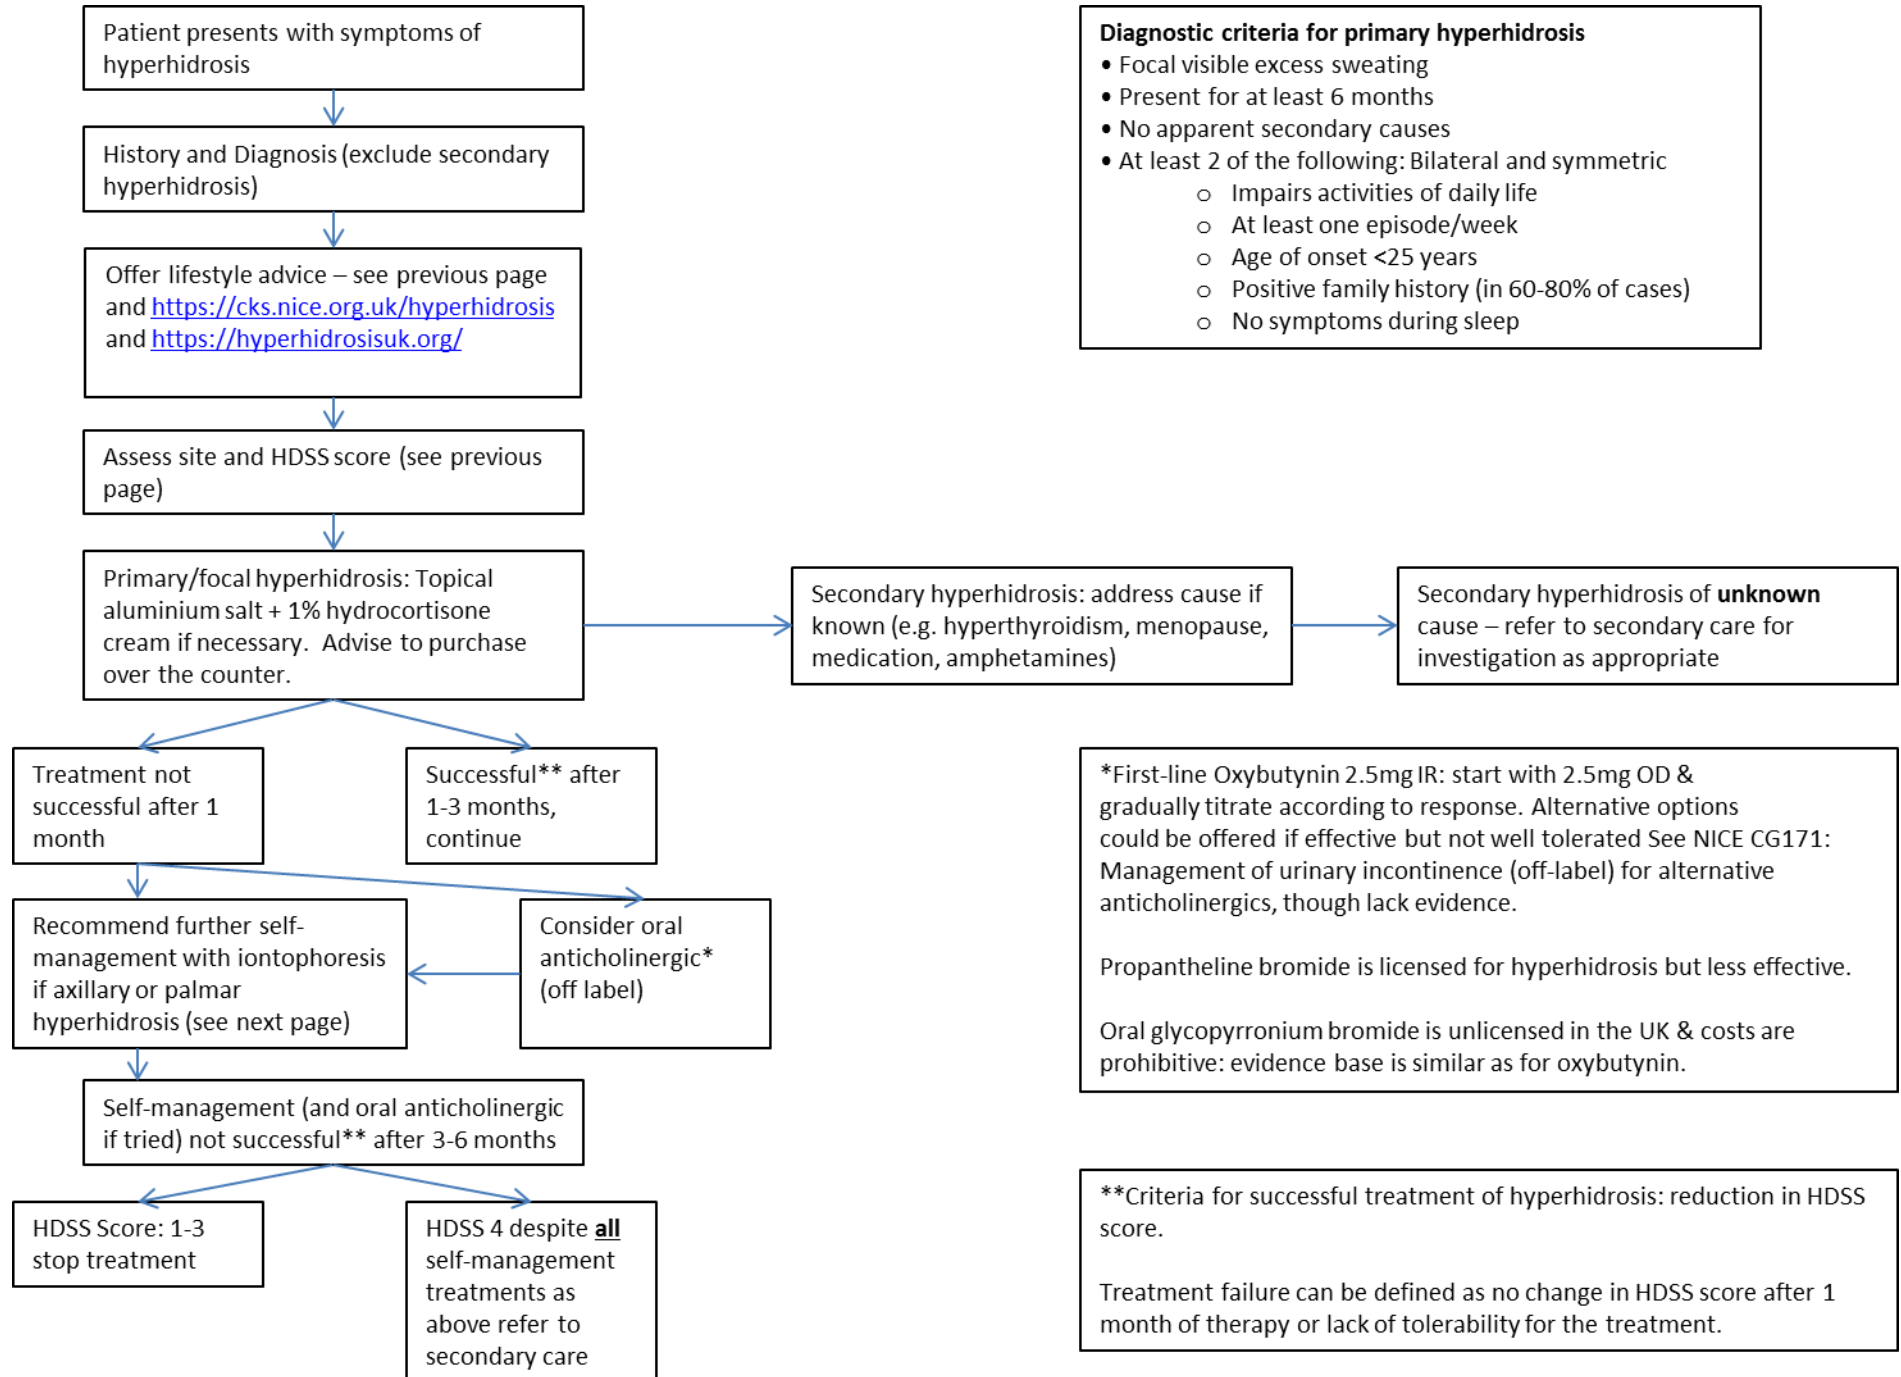 Patient presents with symptoms of
hyperhidrosis
History and Diagnosis (exclude secondary
hyperhidrosis)
Offer lifestyle advice – see previous page
and https://cks.nice.org.uk/hyperhidrosis
and https://hyperhidrosisuk.org/
Assess site and HDSS score (see previous
page)
Primary/focal hyperhidrosis: Topical
aluminium salt + 1% hydrocortisone
cream if necessary.  Advise to purchase
over the counter.
Secondary hyperhidrosis: address cause if
known (e.g. hyperthyroidism, menopause,
medication, amphetamines)
Secondary hyperhidrosis of unknown
cause – refer to secondary care for
investigation as appropriate
Treatment not
successful after 1
month
Successful** after
1-3 months,
continue
Recommend further self-
management with iontophoresis
if axillary or palmar
hyperhidrosis (see next page)
Consider oral
anticholinergic*
(off label)
Self-management (and oral anticholinergic
if tried) not successful** after 3-6 months
HDSS Score: 1-3
stop treatment
HDSS 4 despite all
self-management
treatments as
above refer to
secondary care
Diagnostic criteria for primary hyperhidrosis
• Focal visible excess sweating
• Present for at least 6 months
• No apparent secondary causes
• At least 2 of the following: Bilateral and symmetric
o Impairs activities of daily life
o At least one episode/week
o Age of onset <25 years
o Positive family history (in 60-80% of cases)
o No symptoms during sleep
*First-line Oxybutynin 2.5mg IR: start with 2.5mg OD &
gradually titrate according to response. Alternative options
could be offered if effective but not well tolerated See NICE CG171:
Management of urinary incontinence (off-label) for alternative
anticholinergics, though lack evidence.
Propantheline bromide is licensed for hyperhidrosis but less effective.
Oral glycopyrronium bromide is unlicensed in the UK & costs are
prohibitive: evidence base is similar as for oxybutynin.
**Criteria for successful treatment of hyperhidrosis: reduction in HDSS
score.
Treatment failure can be defined as no change in HDSS score after 1
month of therapy or lack of tolerability for the treatment.